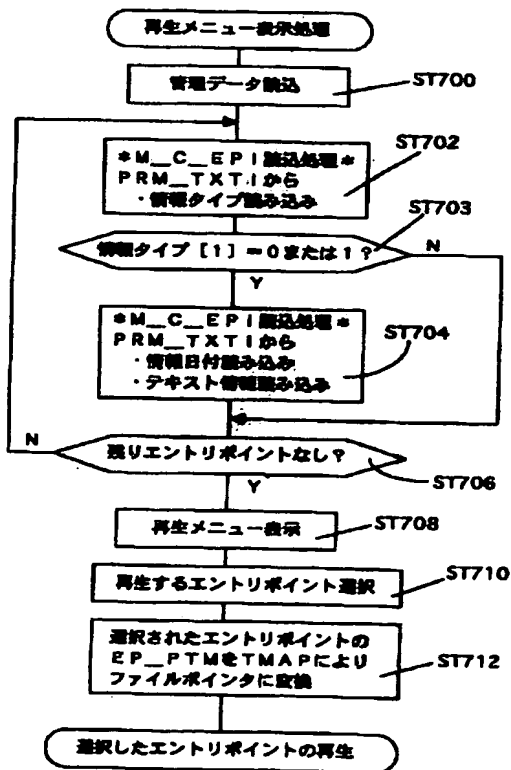 再生メニュー表示処理
管理データ読込
ST700
*M__C__EPI読込処理*
PRM__TXTIから
・情報タイプ読み込み
ST702
情報タイプ [1] =0または1?
ST703
N
Y
*M__C__EPI読込処理*
PRM__TXTIから
・情報日付読み込み
・テキスト情報読み込み
ST704
残りエントリポイントなし?
ST706
N
Y
再生メニュー表示
ST708
再生するエントリポイント選択
ST710
選択されたエントリポイントの
EP__PTMをTMAPにより
ファイルポインタに変換
ST712
選択したエントリポイントの再生